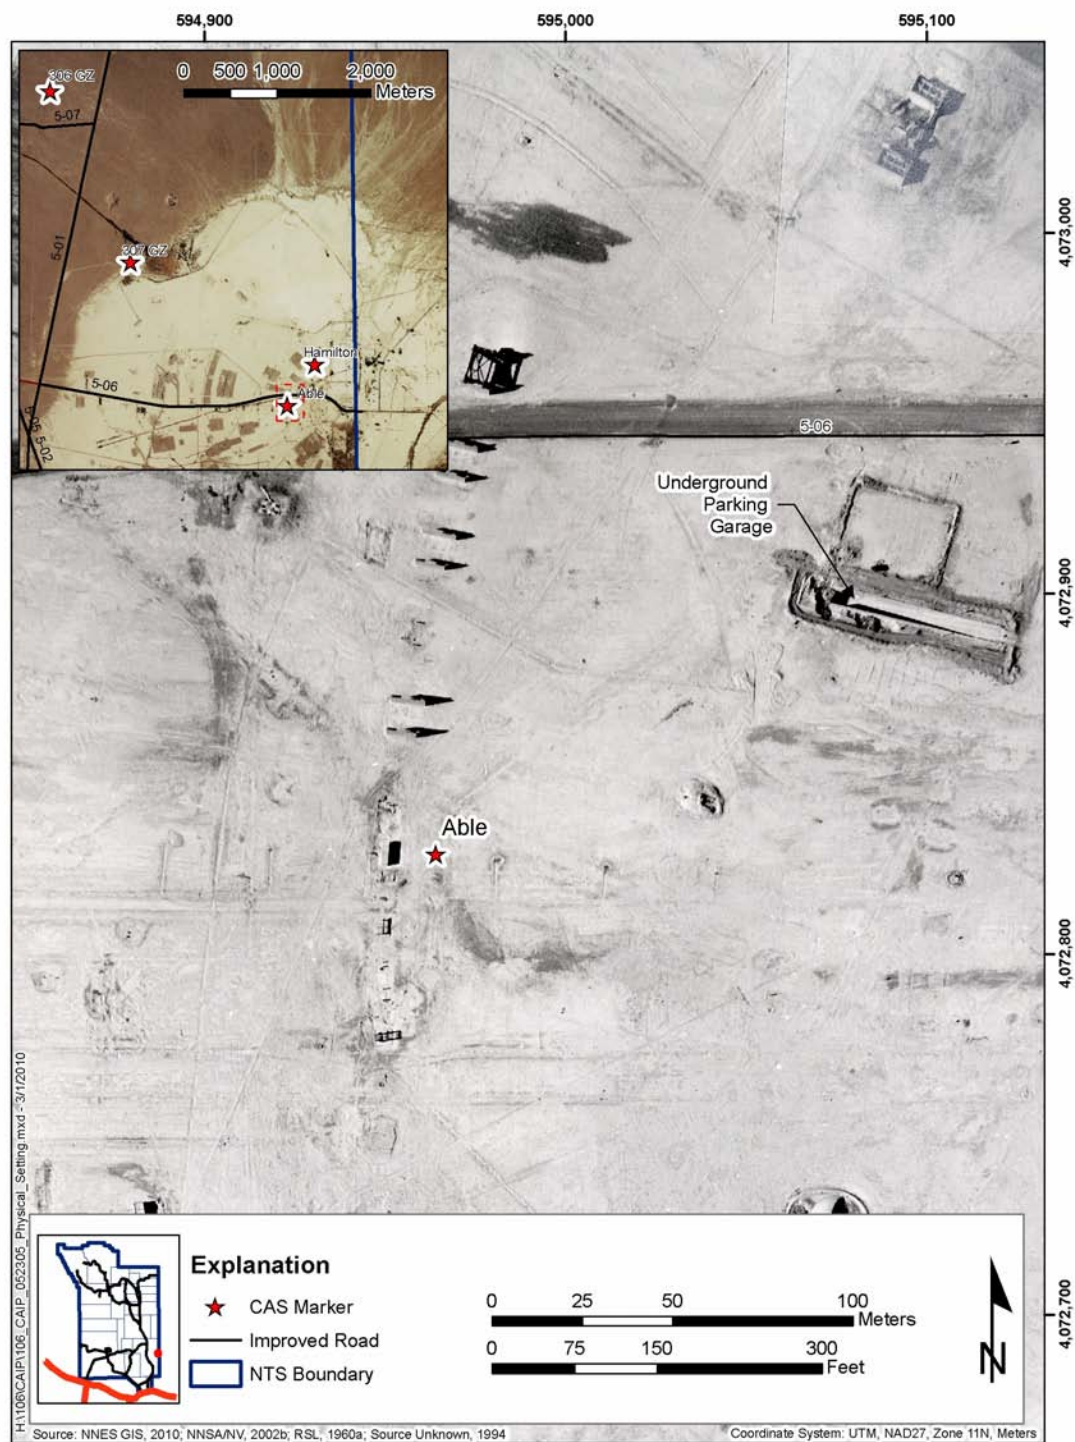 594,900
595,000
595,100
0 500 1,000 2,000
Meters
306 GZ
5-07
5-01
307 GZ
Hamilton
Able
5-06
5-05
5-02
4,073,000
5-06
Underground
Parking
Garage
4,072,900
Able
4,072,800
4,072,700
H:\106\CAIP\106_CAIP_052305_Physical_Setting.mxd - 3/1/2010
Explanation
CAS Marker
Improved Road
NTS Boundary
0 25 50 100
Meters
0 75 150 300
Feet
N
Source: NNES GIS, 2010; NNSA/NV, 2002b; RSL, 1960a; Source Unknown, 1994
Coordinate System: UTM, NAD27, Zone 11N, Meters